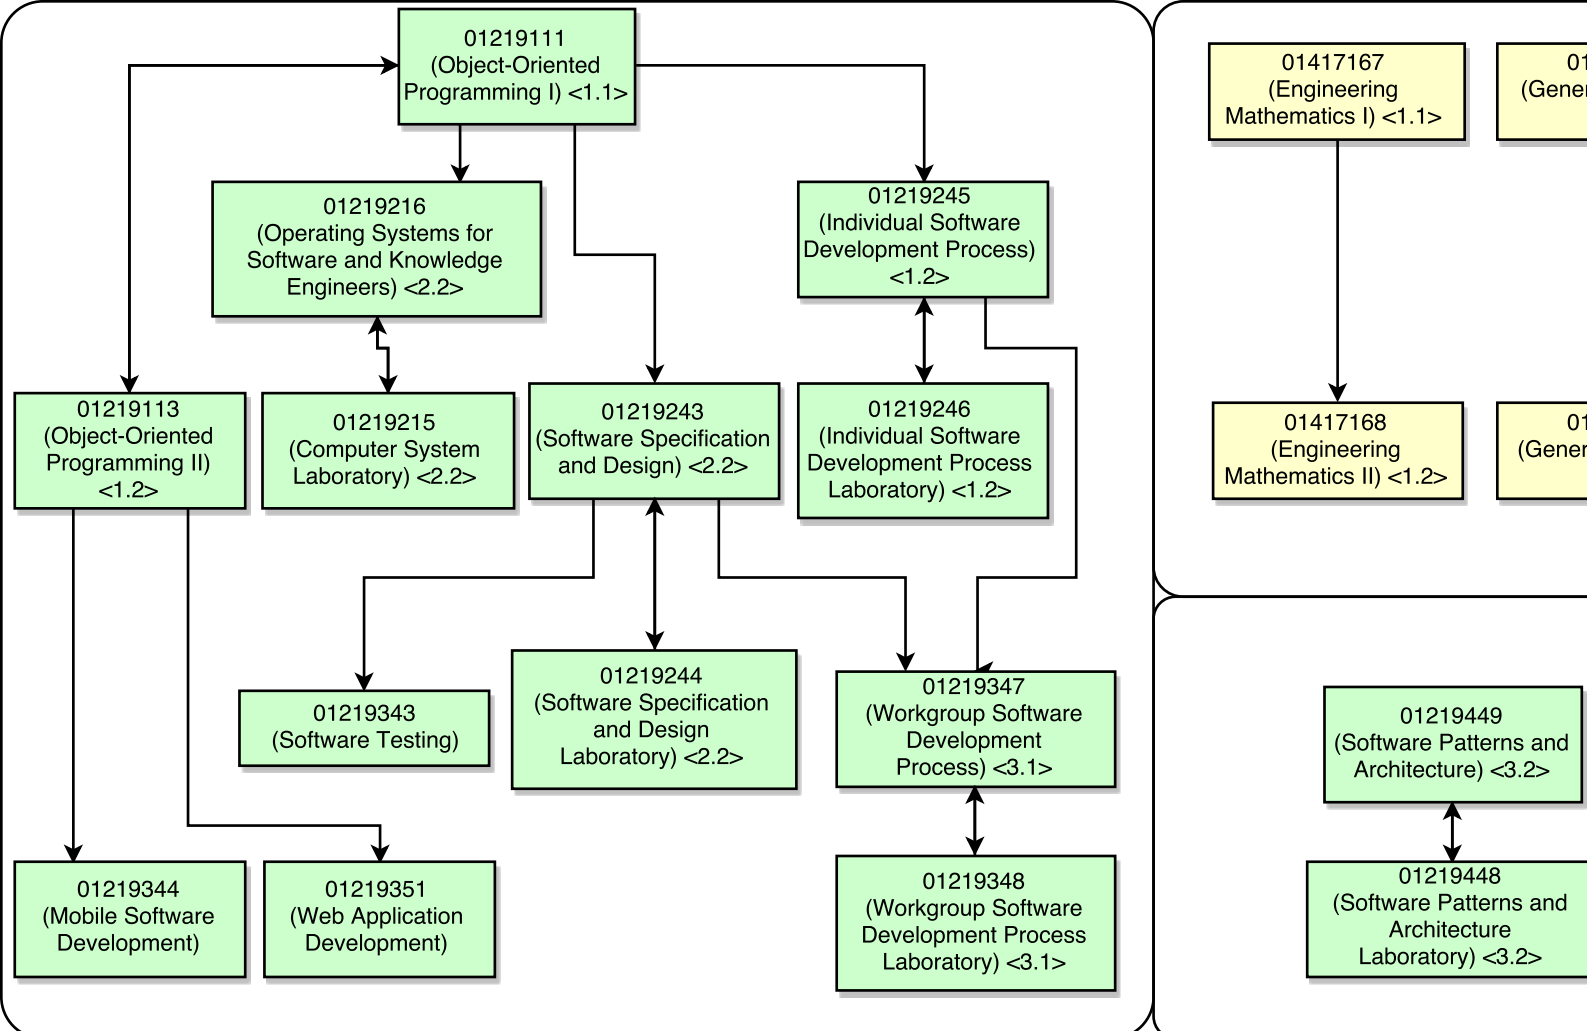 01219111
(Object-Oriented
Programming I) <1.1>
01417167
(Engineering
Mathematics I) <1.1>
01
(Gener
01219216
(Operating Systems for
Software and Knowledge
Engineers) <2.2>
01219245
(Individual Software
Development Process)
<1.2>
01219113
(Object-Oriented
Programming II)
<1.2>
01219215
(Computer System
Laboratory) <2.2>
01219243
(Software Specification
and Design) <2.2>
01219246
(Individual Software
Development Process
Laboratory) <1.2>
01417168
(Engineering
Mathematics II) <1.2>
01
(Gener
01219343
(Software Testing)
01219244
(Software Specification
and Design
Laboratory) <2.2>
01219347
(Workgroup Software
Development
Process) <3.1>
01219449
(Software Patterns and
Architecture) <3.2>
01219344
(Mobile Software
Development)
01219351
(Web Application
Development)
01219348
(Workgroup Software
Development Process
Laboratory) <3.1>
01219448
(Software Patterns and
Architecture
Laboratory) <3.2>